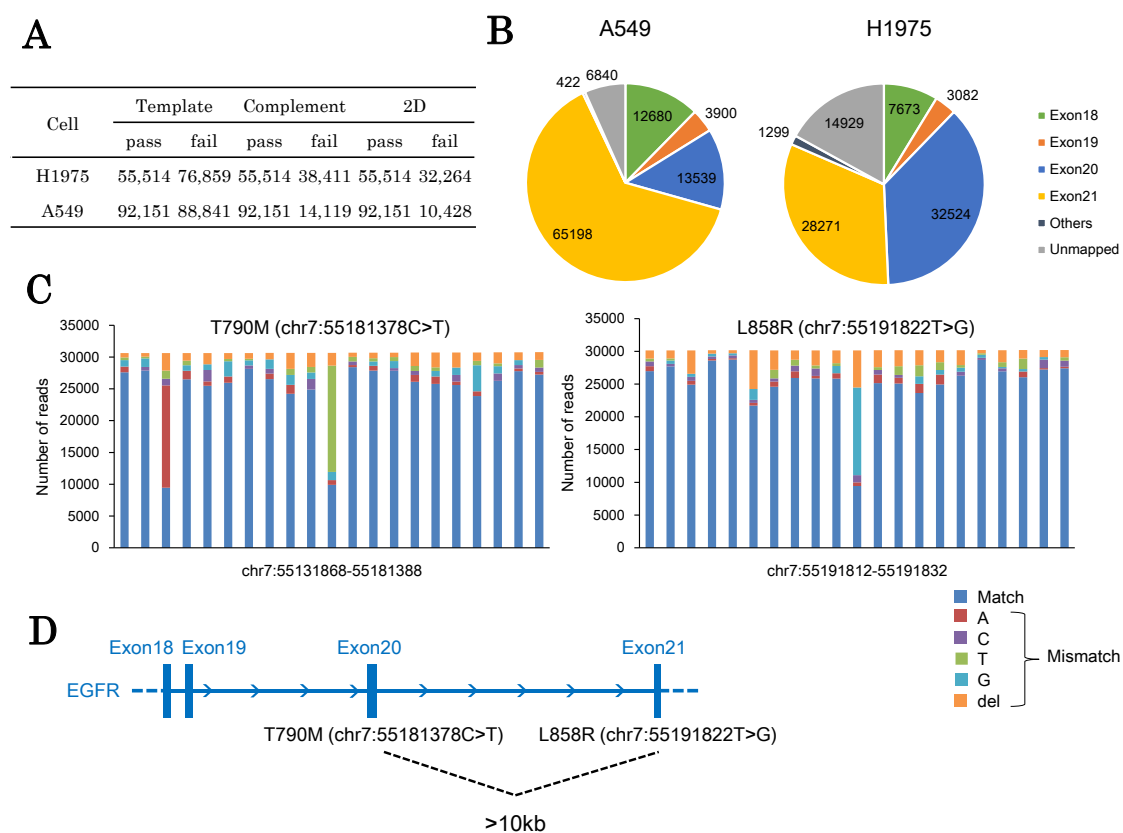 A
Cell Template Complement 2D
pass fail pass fail pass fail
H1975 55,514 76,859 55,514 38,411 55,514 32,264
A549 92,151 88,841 92,151 14,119 92,151 10,428
B
A549
422 6840
12680
3900
13539
65198
H1975
14929
7673
3082
1299
28271
32524
Exon18
Exon19
Exon20
Exon21
Others
Unmapped
C
T790M (chr7:55181378C>T)
Number of reads
35000
30000
25000
20000
15000
10000
5000
0
chr7:55131868-55181388
L858R (chr7:55191822T>G)
Number of reads
35000
30000
25000
20000
15000
10000
5000
0
chr7:55191812-55191832
Match
A
C
T
G
del
Mismatch
D
Exon18 Exon19 Exon20 Exon21
EGFR
T790M (chr7:55181378C>T) L858R (chr7:55191822T>G)
>10kb